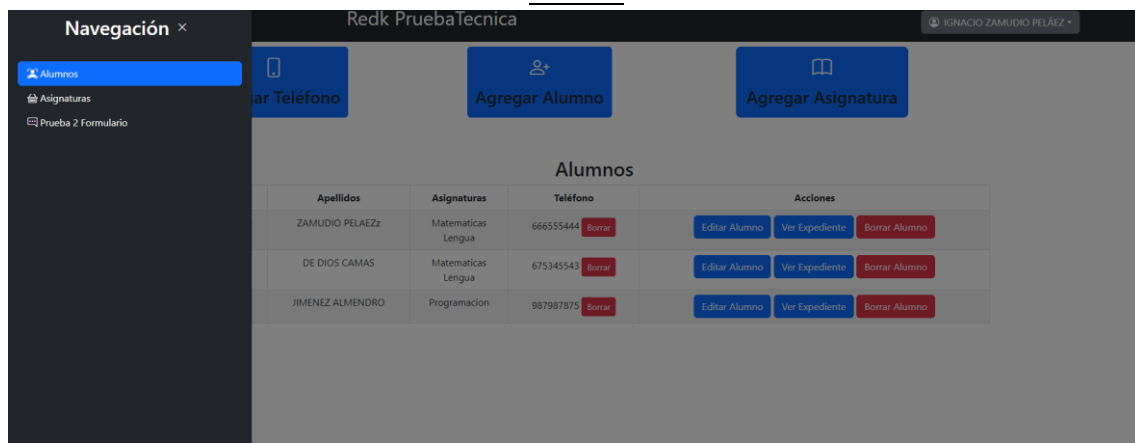 Navegación ×
Redk PruebaTecnica
IGNACIO ZAMUDIO PELÁEZ
Alumnos
Asignaturas
Prueba 2 Formulario
ar Teléfono
Agregar Alumno
Agregar Asignatura
Alumnos
Apellidos Asignaturas Teléfono Acciones
ZAMUDIO PELAEZz Matematicas 666555444 Borrar Editar Alumno Ver Expediente Borrar Alumno
Lengua
DE DIOS CAMAS Matematicas 675345543 Borrar Editar Alumno Ver Expediente Borrar Alumno
Lengua
JIMENEZ ALMENDRO Programacion 987987875 Borrar Editar Alumno Ver Expediente Borrar Alumno